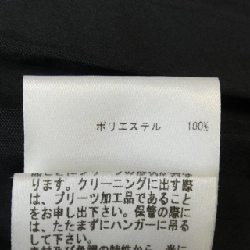 ポリエステル 100%
ります。クリーニングに出す際
は、プリーツ加工品であること
をお申し出下さい。保管の際に
は、たたまずにハンガーに吊る
して下さい。